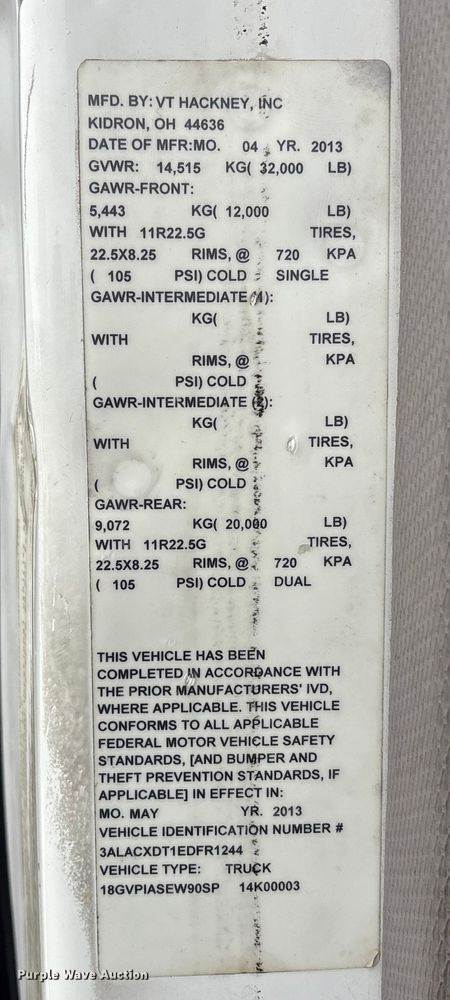 MFD. BY: VT HACKNEY, INC
KIDRON, OH 44636
DATE OF MFR:MO. 04 YR. 2013
GVWR: 14,515 KG( 32,000 LB)
GAWR-FRONT:
5,443 KG( 12,000 LB)
WITH 11R22.5G TIRES,
22.5X8.25 RIMS, @ 720 KPA
( 105 PSI) COLD SINGLE
GAWR-INTERMEDIATE (1):
KG( LB)
WITH TIRES,
RIMS, @ KPA
( PSI) COLD
GAWR-INTERMEDIATE (2):
KG( LB)
WITH TIRES,
RIMS, @ KPA
( PSI) COLD
GAWR-REAR:
9,072 KG( 20,000 LB)
WITH 11R22.5G TIRES,
22.5X8.25 RIMS, @ 720 KPA
( 105 PSI) COLD DUAL
THIS VEHICLE HAS BEEN
COMPLETED IN ACCORDANCE WITH
THE PRIOR MANUFACTURERS' IVD,
WHERE APPLICABLE. THIS VEHICLE
CONFORMS TO ALL APPLICABLE
FEDERAL MOTOR VEHICLE SAFETY
STANDARDS, [AND BUMPER AND
THEFT PREVENTION STANDARDS, IF
APPLICABLE] IN EFFECT IN:
MO. MAY YR. 2013
VEHICLE IDENTIFICATION NUMBER #
3ALACXDT1EDFR1244
VEHICLE TYPE: TRUCK
18GVPIASEW90SP 14K00003
Purple Wave Auction